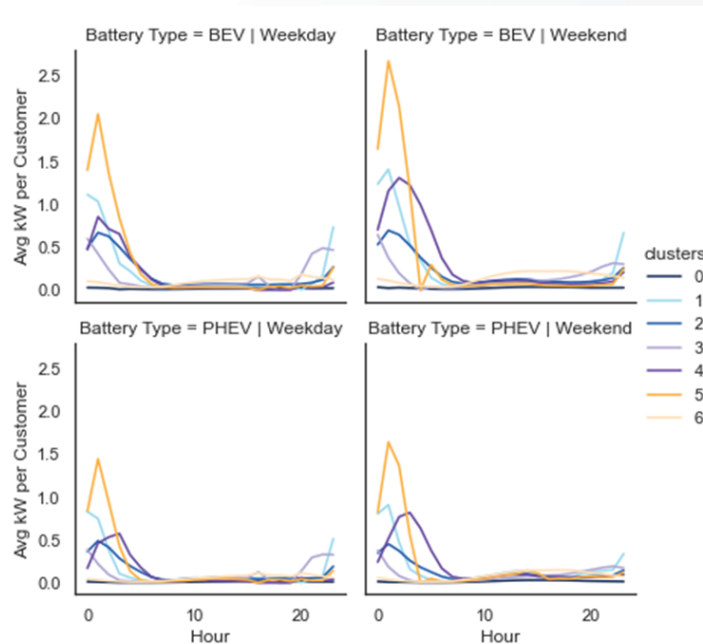 Battery Type = BEV | Weekday
Battery Type = BEV | Weekend
Avg kW per Customer
2.5
2.0
1.5
1.0
0.5
0.0
Battery Type = PHEV | Weekday
Battery Type = PHEV | Weekend
Avg kW per Customer
2.5
2.0
1.5
1.0
0.5
0.0
0
10
20
Hour
0
10
20
Hour
clusters
0
1
2
3
4
5
6